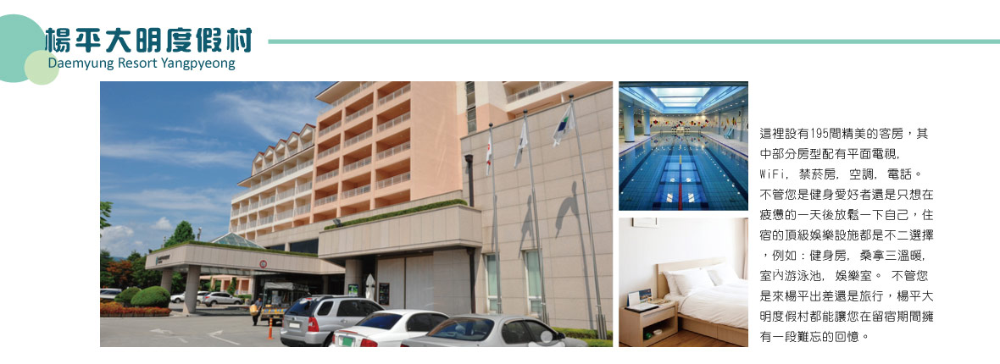 楊平大明度假村
Daemyung Resort Yangpyeong
這裡設有195間精美的客房，其
中部分房型配有平面電視,
WiFi, 禁菸房, 空調, 電話。
不管您是健身愛好者還是只想在
疲憊的一天後放鬆一下自己，住
宿的頂級娛樂設施都是不二選擇
，例如：健身房, 桑拿三溫暖,
室內游泳池, 娛樂室。 不管您
是來楊平出差還是旅行，楊平大
明度假村都能讓您在留宿期間擁
有一段難忘的回憶。